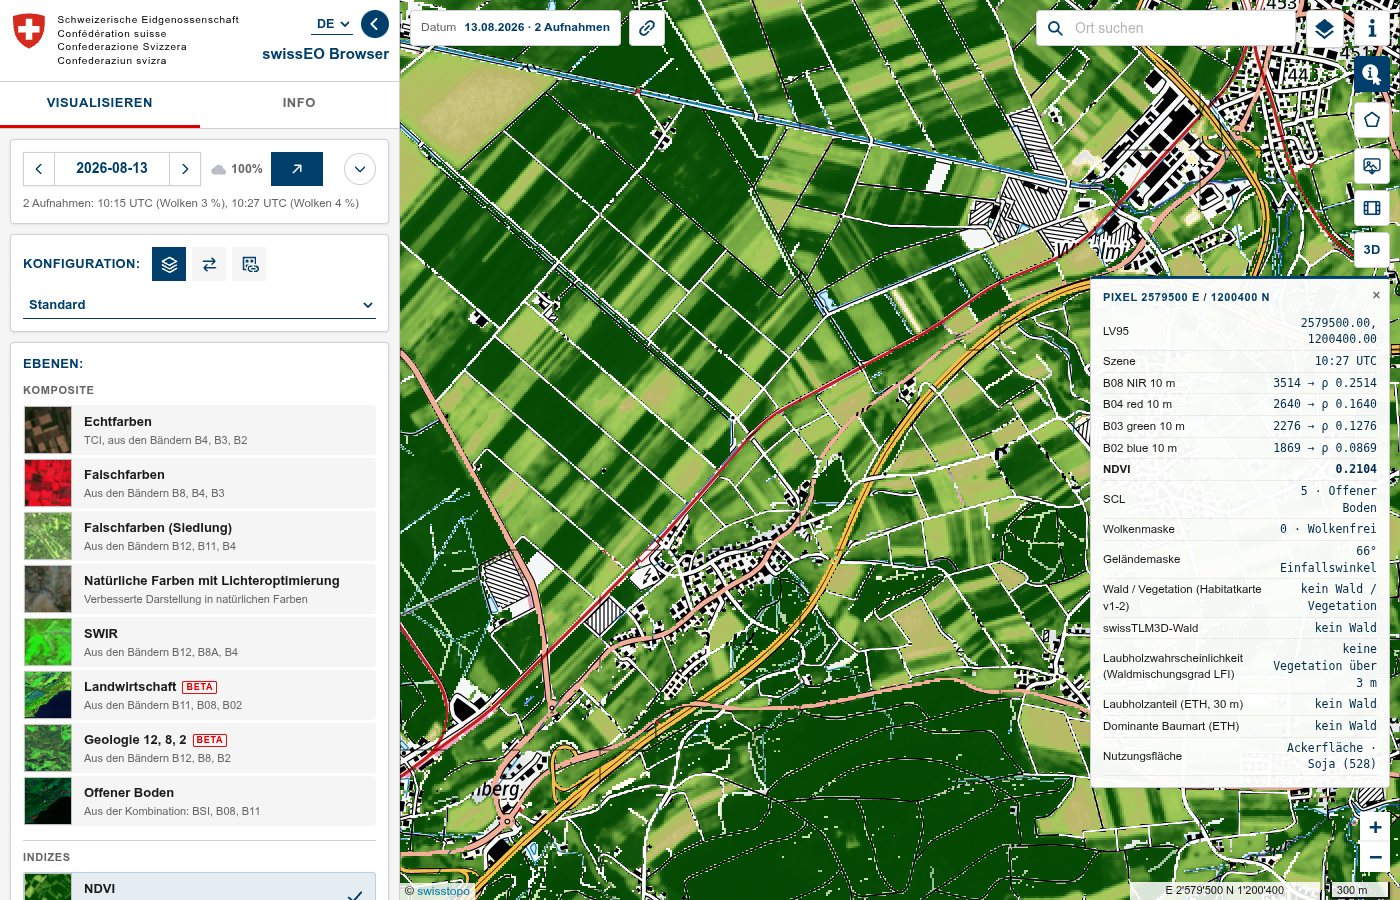 Schweizerische Eidgenossenschaft
Confédération suisse
Confederazione Svizzera
Confederaziun svizra
DE
swissEO Browser
VISUALISIEREN
INFO
2026-08-13
100%
2 Aufnahmen: 10:15 UTC (Wolken 3 %), 10:27 UTC (Wolken 4 %)
KONFIGURATION:
Standard
EBENEN:
KOMPOSITE
Echtfarben
TCI, aus den Bändern B4, B3, B2
Falschfarben
Aus den Bändern B8, B4, B3
Falschfarben (Siedlung)
Aus den Bändern B12, B11, B4
Natürliche Farben mit Lichteroptimierung
Verbesserte Darstellung in natürlichen Farben
SWIR
Aus den Bändern B12, B8A, B4
Landwirtschaft BETA
Aus den Bändern B11, B08, B02
Geologie 12, 8, 2 BETA
Aus den Bändern B12, B8, B2
Offener Boden
Aus der Kombination: BSI, B08, B11
INDIZES
NDVI
Datum 13.08.2026 · 2 Aufnahmen
Ort suchen
453
44
3D
PIXEL 2579500 E / 1200400 N
×
LV95 2579500.00,
1200400.00
Szene 10:27 UTC
B08 NIR 10 m 3514 → ρ 0.2514
B04 red 10 m 2640 → ρ 0.1640
B03 green 10 m 2276 → ρ 0.1276
B02 blue 10 m 1869 → ρ 0.0869
NDVI 0.2104
SCL 5 · Offener
Boden
Wolkenmaske 0 · Wolkenfrei
Geländemaske 66°
Einfallswinkel
Wald / Vegetation (Habitatkarte kein Wald /
v1-2) Vegetation
swissTLM3D-Wald kein Wald
keine
Laubholzwahrscheinlichkeit Vegetation über
(Waldmischungsgrad LFI) 3 m
Laubholzanteil (ETH, 30 m) kein Wald
Dominante Baumart (ETH) kein Wald
Nutzungsfläche Ackerfläche ·
Soja (528)
+
−
© swisstopo
E 2'579'500 N 1'200'400
300 m